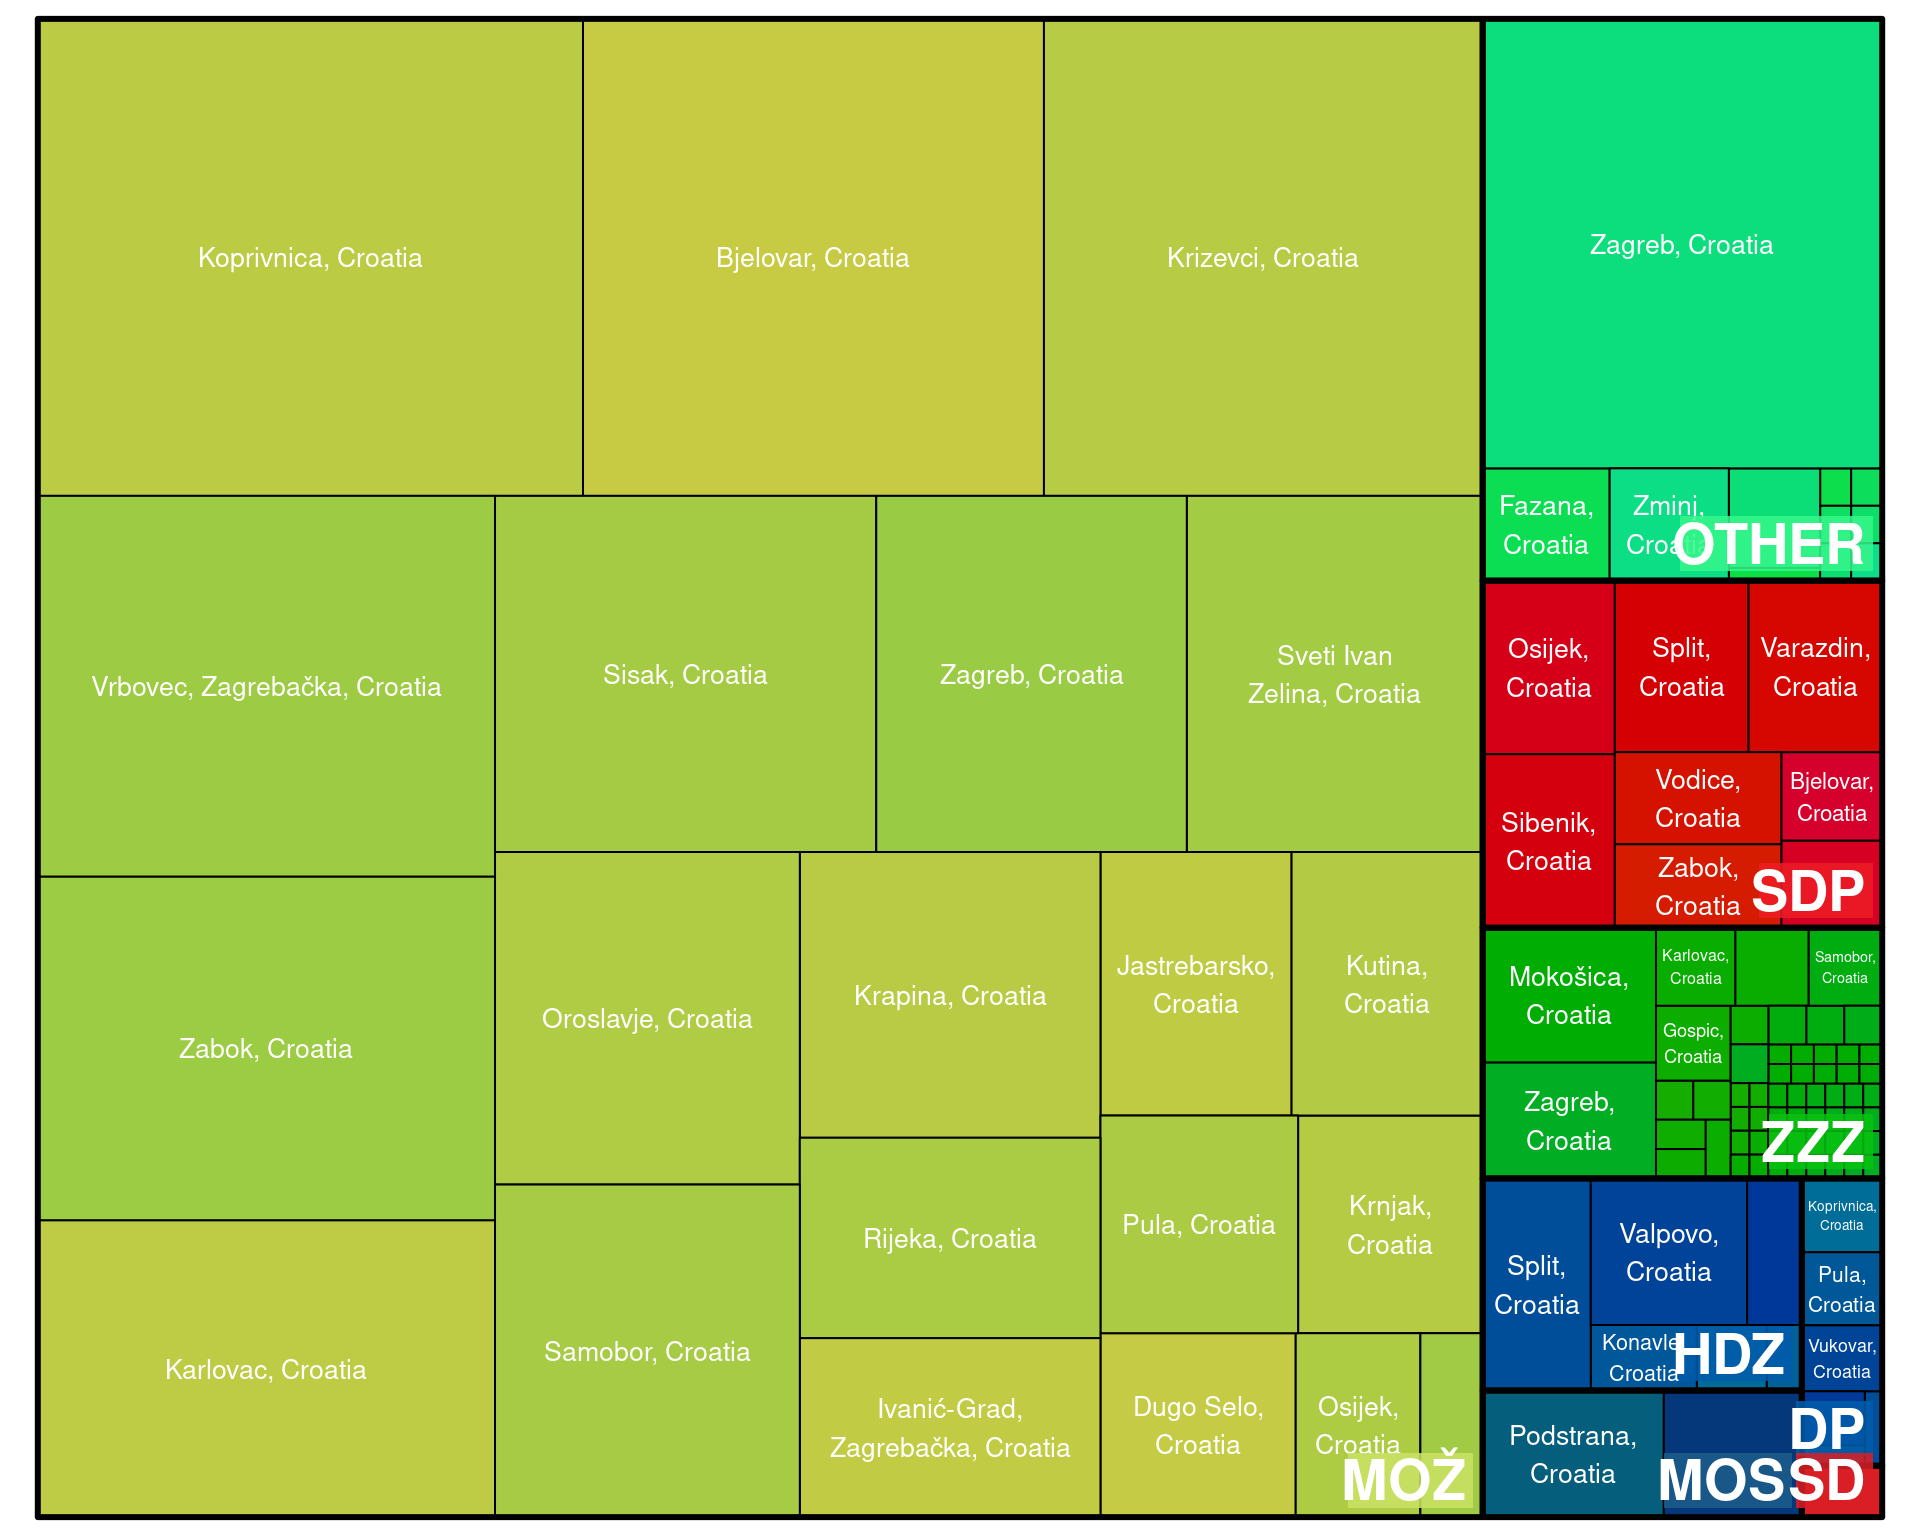 Koprivnica, Croatia
Bjelovar, Croatia
Krizevci, Croatia
Vrbovec, Zagrebačka, Croatia
Sisak, Croatia
Zagreb, Croatia
Sveti Ivan
Zelina, Croatia
Zabok, Croatia
Karlovac, Croatia
Oroslavje, Croatia
Samobor, Croatia
Krapina, Croatia
Rijeka, Croatia
Ivanić-Grad,
Zagrebačka, Croatia
Jastrebarsko,
Croatia
Kutina,
Croatia
Pula, Croatia
Krnjak,
Croatia
Dugo Selo,
Croatia
Osijek,
Croatia
MOŽ
Zagreb, Croatia
Fazana,
Croatia
Zminj,
Croatia
OTHER
Osijek,
Croatia
Split,
Croatia
Varazdin,
Croatia
Sibenik,
Croatia
Vodice,
Croatia
Bjelovar,
Croatia
Zabok,
Croatia
SDP
Mokošica,
Croatia
Zagreb,
Croatia
Karlovac,
Croatia
Samobor,
Croatia
Gospic,
Croatia
ZZZ
Split,
Croatia
Valpovo,
Croatia
Konavle,
Croatia
HDZ
Koprivnica,
Croatia
Pula,
Croatia
Vukovar,
Croatia
DP
Podstrana,
Croatia
MOS
SD